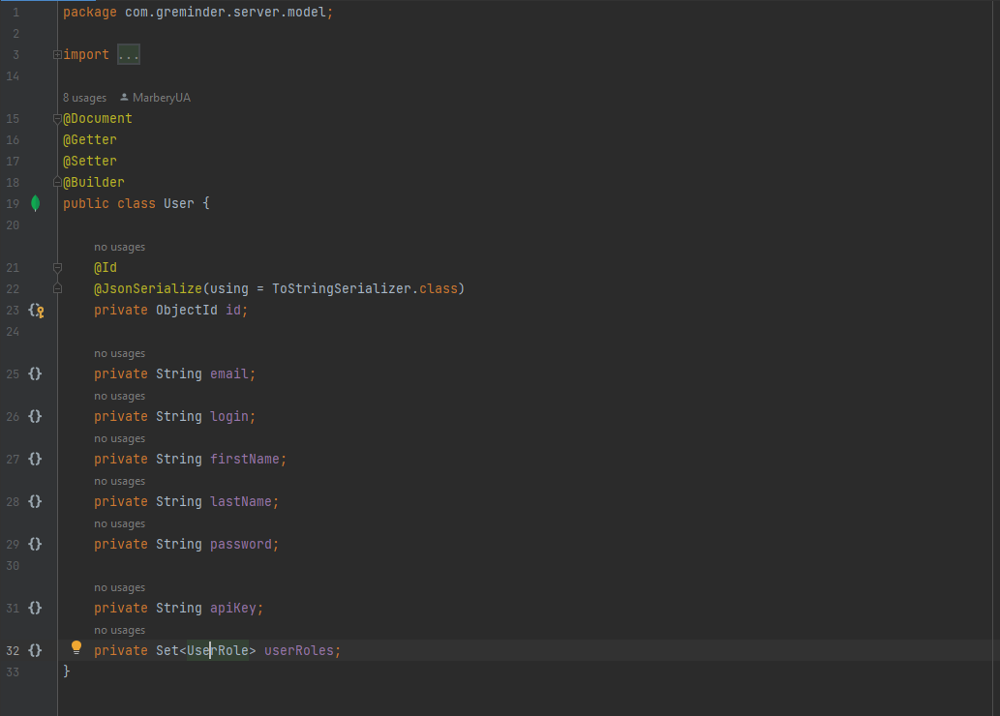 1 package com.greminder.server.model;
2
3 import ...
14
8 usages MarberyUA
15 @Document
16 @Getter
17 @Setter
18 @Builder
19 public class User {
20
no usages
21 @Id
22 @JsonSerialize(using = ToStringSerializer.class)
23 private ObjectId id;
24
no usages
25 private String email;
no usages
26 private String login;
no usages
27 private String firstName;
no usages
28 private String lastName;
no usages
29 private String password;
30
no usages
31 private String apiKey;
no usages
32 private Set<UserRole> userRoles;
33 }